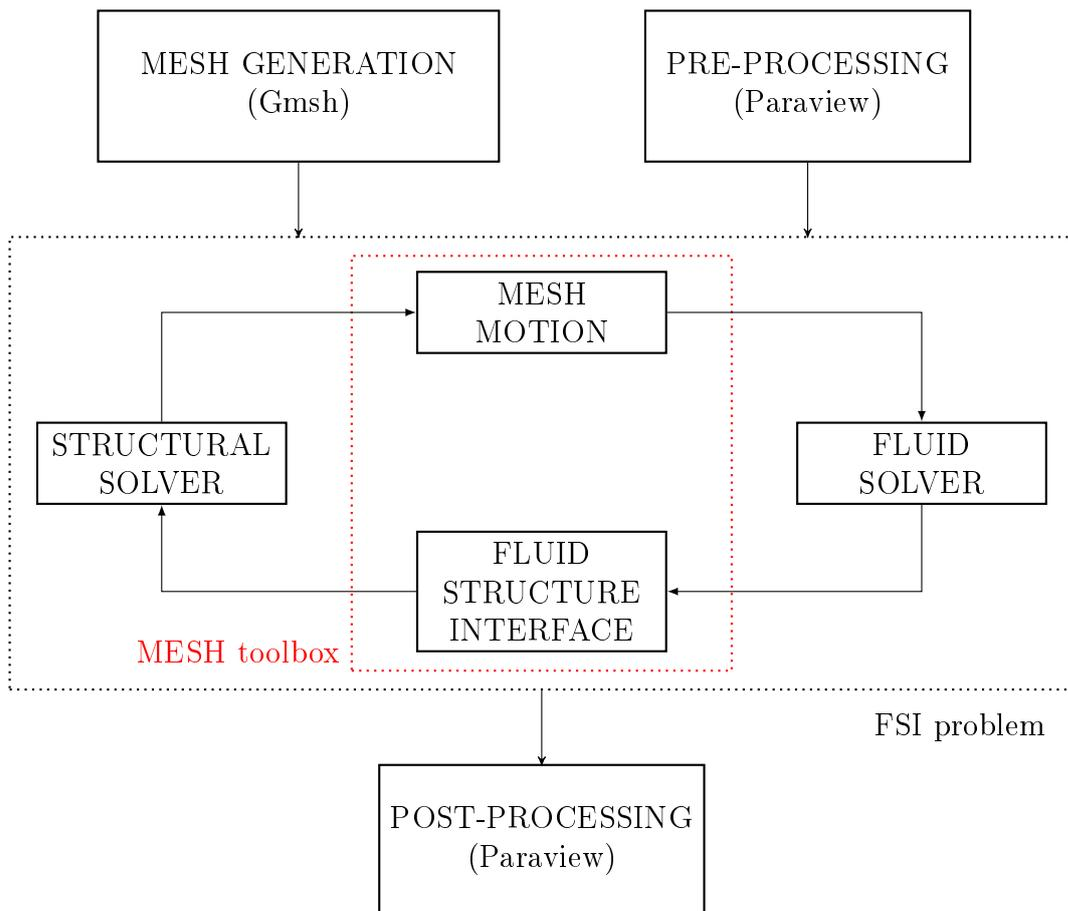 MESH GENERATION
(Gmsh)
PRE-PROCESSING
(Paraview)
MESH
MOTION
STRUCTURAL
SOLVER
FLUID
SOLVER
FLUID
STRUCTURE
INTERFACE
MESH toolbox
FSI problem
POST-PROCESSING
(Paraview)